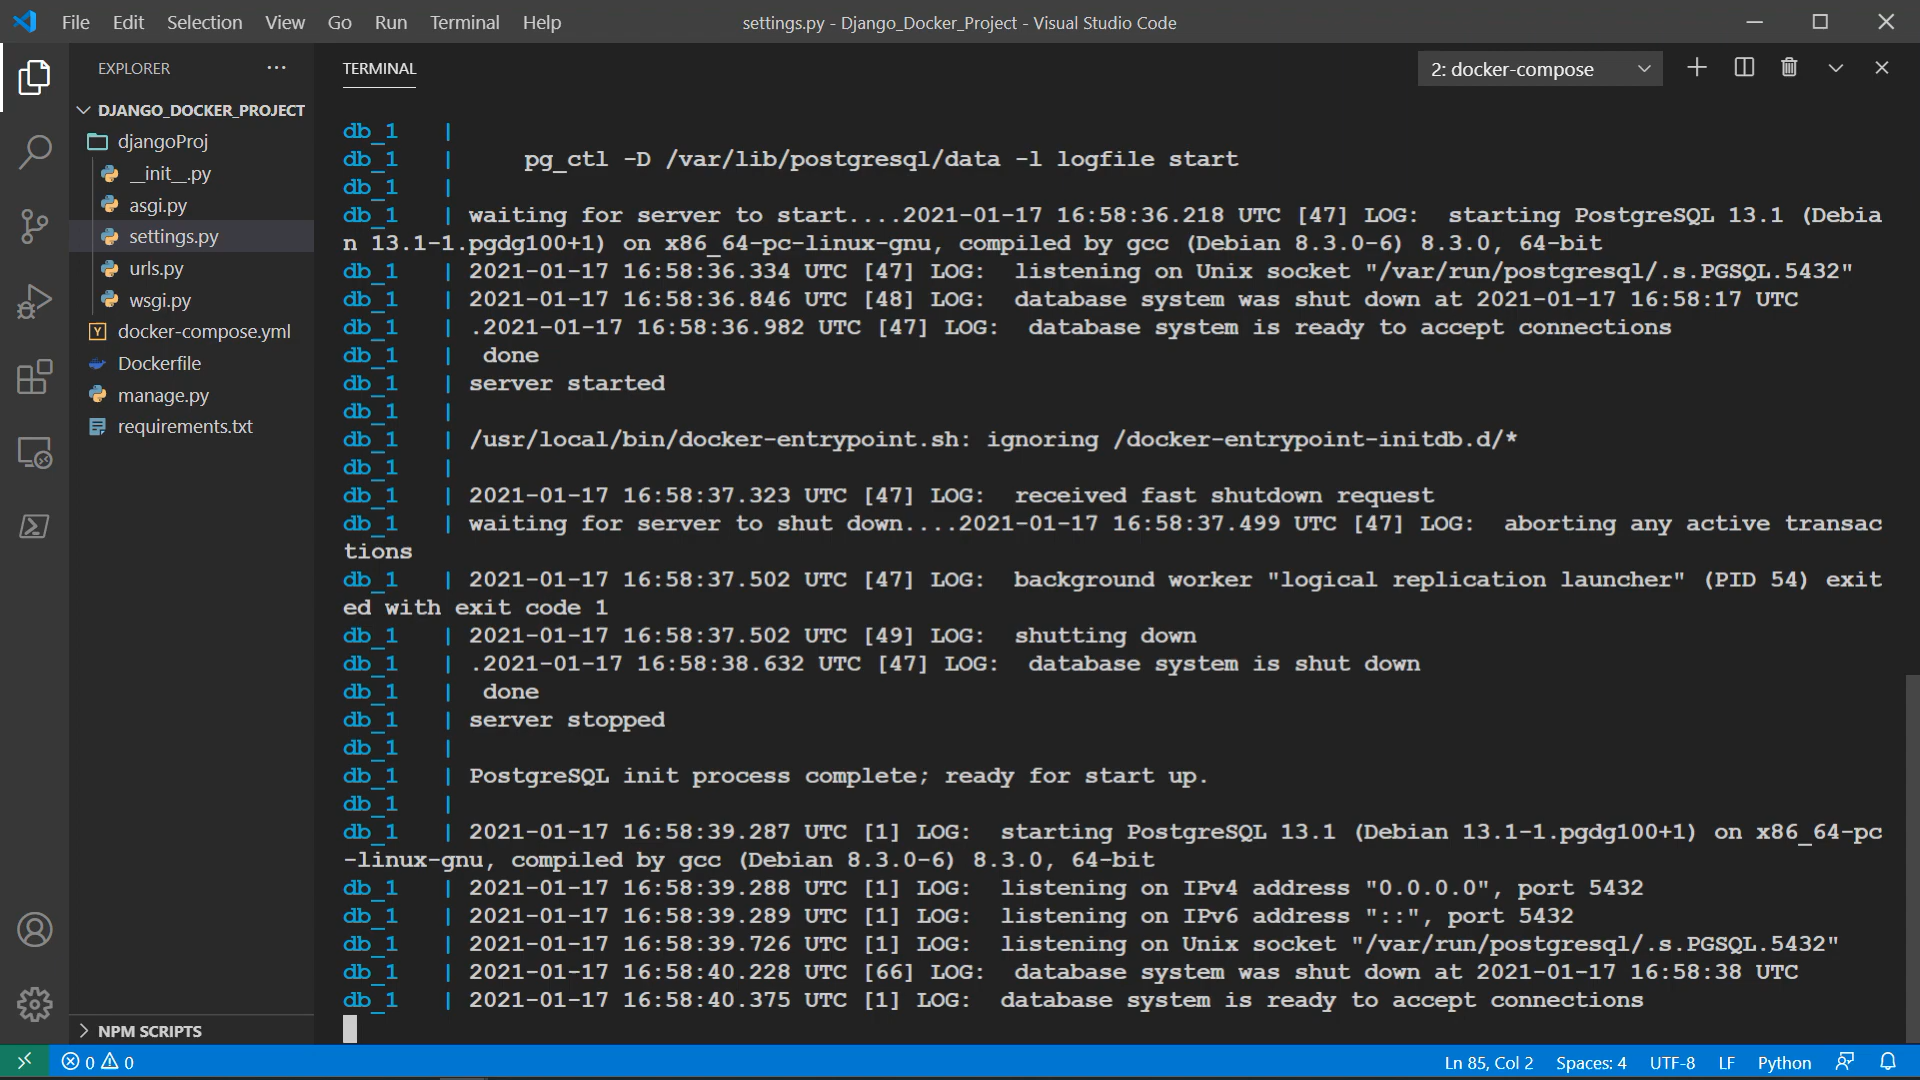 File Edit Selection View Go Run Terminal Help
settings.py - Django_Docker_Project - Visual Studio Code
EXPLORER
DJANGO_DOCKER_PROJECT
djangoProj
__init__.py
asgi.py
settings.py
urls.py
wsgi.py
docker-compose.yml
Dockerfile
manage.py
requirements.txt
NPM SCRIPTS
TERMINAL
2: docker-compose
db_1 |
db_1 | pg_ctl -D /var/lib/postgresql/data -l logfile start
db_1 |
db_1 | waiting for server to start....2021-01-17 16:58:36.218 UTC [47] LOG:  starting PostgreSQL 13.1 (Debia
n 13.1-1.pgdg100+1) on x86_64-pc-linux-gnu, compiled by gcc (Debian 8.3.0-6) 8.3.0, 64-bit
db_1 | 2021-01-17 16:58:36.334 UTC [47] LOG:  listening on Unix socket "/var/run/postgresql/.s.PGSQL.5432"
db_1 | 2021-01-17 16:58:36.846 UTC [48] LOG:  database system was shut down at 2021-01-17 16:58:17 UTC
db_1 | .2021-01-17 16:58:36.982 UTC [47] LOG:  database system is ready to accept connections
db_1 |  done
db_1 | server started
db_1 |
db_1 | /usr/local/bin/docker-entrypoint.sh: ignoring /docker-entrypoint-initdb.d/*
db_1 |
db_1 | 2021-01-17 16:58:37.323 UTC [47] LOG:  received fast shutdown request
db_1 | waiting for server to shut down....2021-01-17 16:58:37.499 UTC [47] LOG:  aborting any active transac
tions
db_1 | 2021-01-17 16:58:37.502 UTC [47] LOG:  background worker "logical replication launcher" (PID 54) exit
ed with exit code 1
db_1 | 2021-01-17 16:58:37.502 UTC [49] LOG:  shutting down
db_1 | .2021-01-17 16:58:38.632 UTC [47] LOG:  database system is shut down
db_1 |  done
db_1 | server stopped
db_1 |
db_1 | PostgreSQL init process complete; ready for start up.
db_1 |
db_1 | 2021-01-17 16:58:39.287 UTC [1] LOG:  starting PostgreSQL 13.1 (Debian 13.1-1.pgdg100+1) on x86_64-pc
-linux-gnu, compiled by gcc (Debian 8.3.0-6) 8.3.0, 64-bit
db_1 | 2021-01-17 16:58:39.288 UTC [1] LOG:  listening on IPv4 address "0.0.0.0", port 5432
db_1 | 2021-01-17 16:58:39.289 UTC [1] LOG:  listening on IPv6 address "::", port 5432
db_1 | 2021-01-17 16:58:39.726 UTC [1] LOG:  listening on Unix socket "/var/run/postgresql/.s.PGSQL.5432"
db_1 | 2021-01-17 16:58:40.228 UTC [66] LOG:  database system was shut down at 2021-01-17 16:58:38 UTC
db_1 | 2021-01-17 16:58:40.375 UTC [1] LOG:  database system is ready to accept connections
0 0
Ln 85, Col 2 Spaces: 4 UTF-8 LF Python